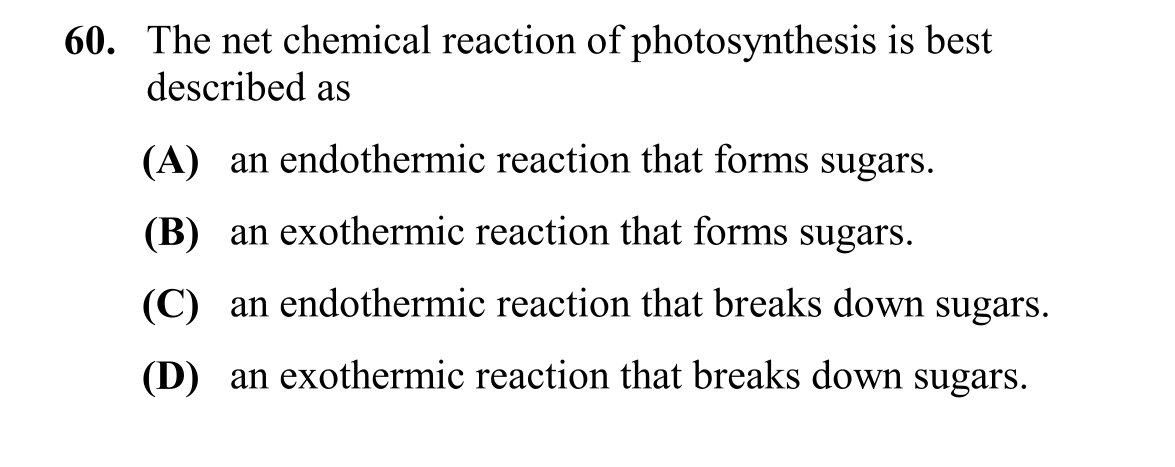 60. The net chemical reaction of photosynthesis is best
described as
(A) an endothermic reaction that forms sugars.
(B) an exothermic reaction that forms sugars.
(C) an endothermic reaction that breaks down sugars.
(D) an exothermic reaction that breaks down sugars.